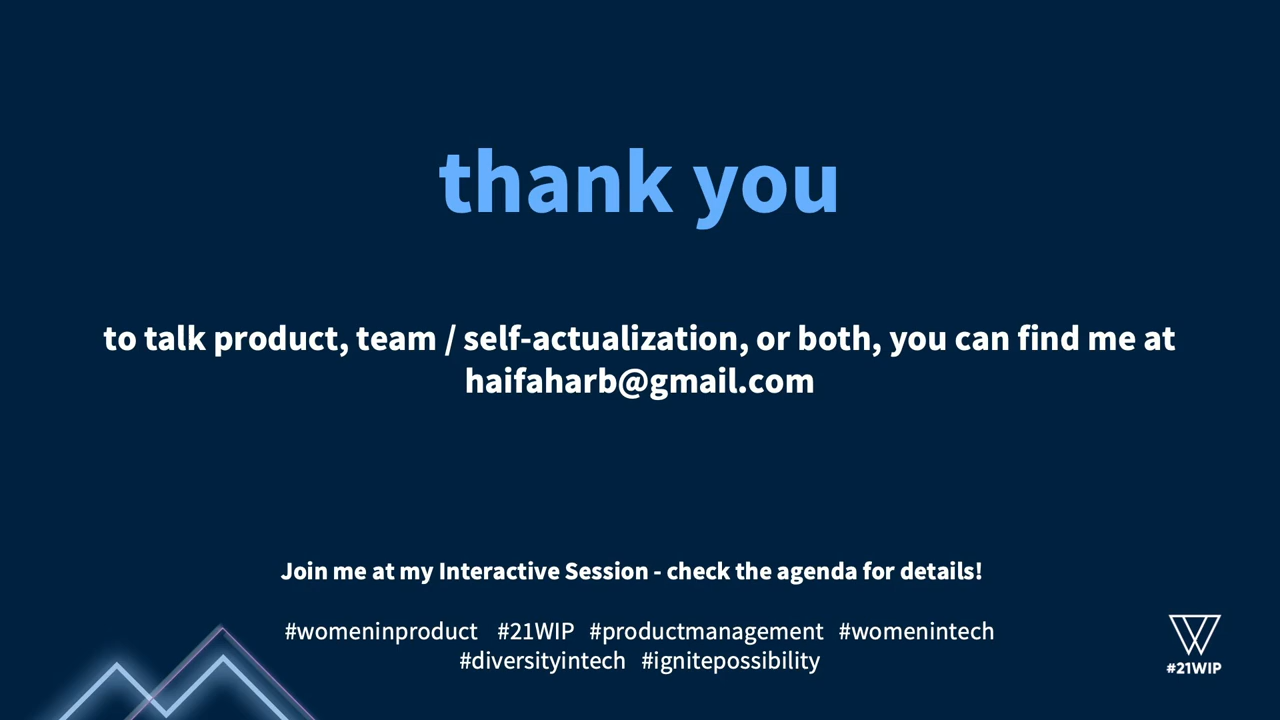 thank you
to talk product, team / self-actualization, or both, you can find me at
haifaharb@gmail.com
Join me at my Interactive Session - check the agenda for details!
#womeninproduct #21WIP #productmanagement #womenintech
#diversityintech #ignitepossibility
#21WIP